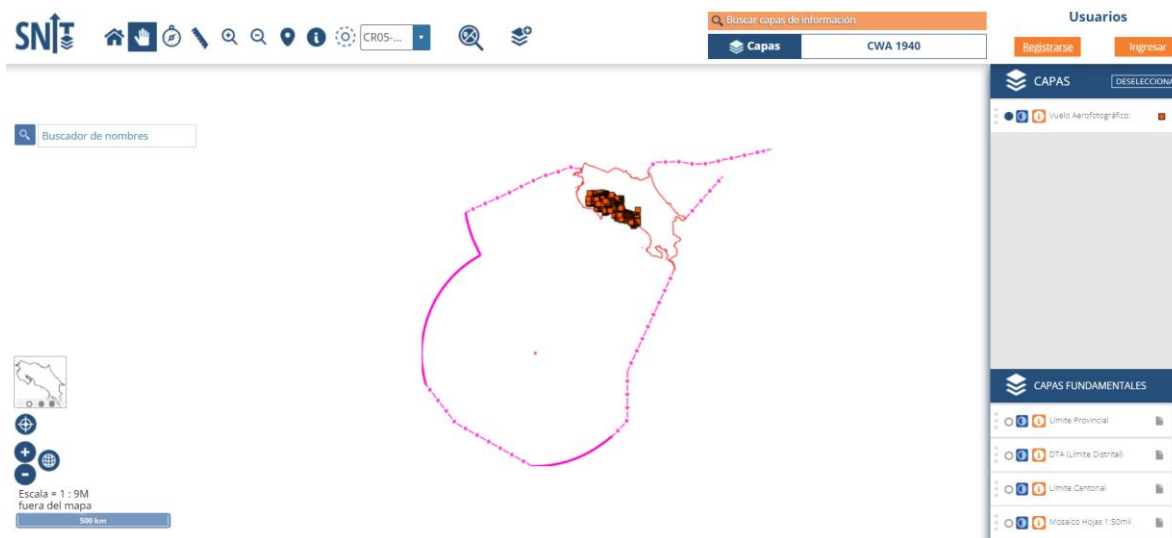 SNIT
CR05-...
Buscar capas de información
Capas
CWA 1940
Usuarios
Registrarse
Ingresar
CAPAS
DESELECCIONA
Vuelo Aerofotográfico:
Buscador de nombres
CAPAS FUNDAMENTALES
Límite Provincial
DTA (Límite Distrital)
Límite Cantonal
Mosaico Hojas 1:50mil
Escala = 1 : 9M
fuera del mapa
500 km